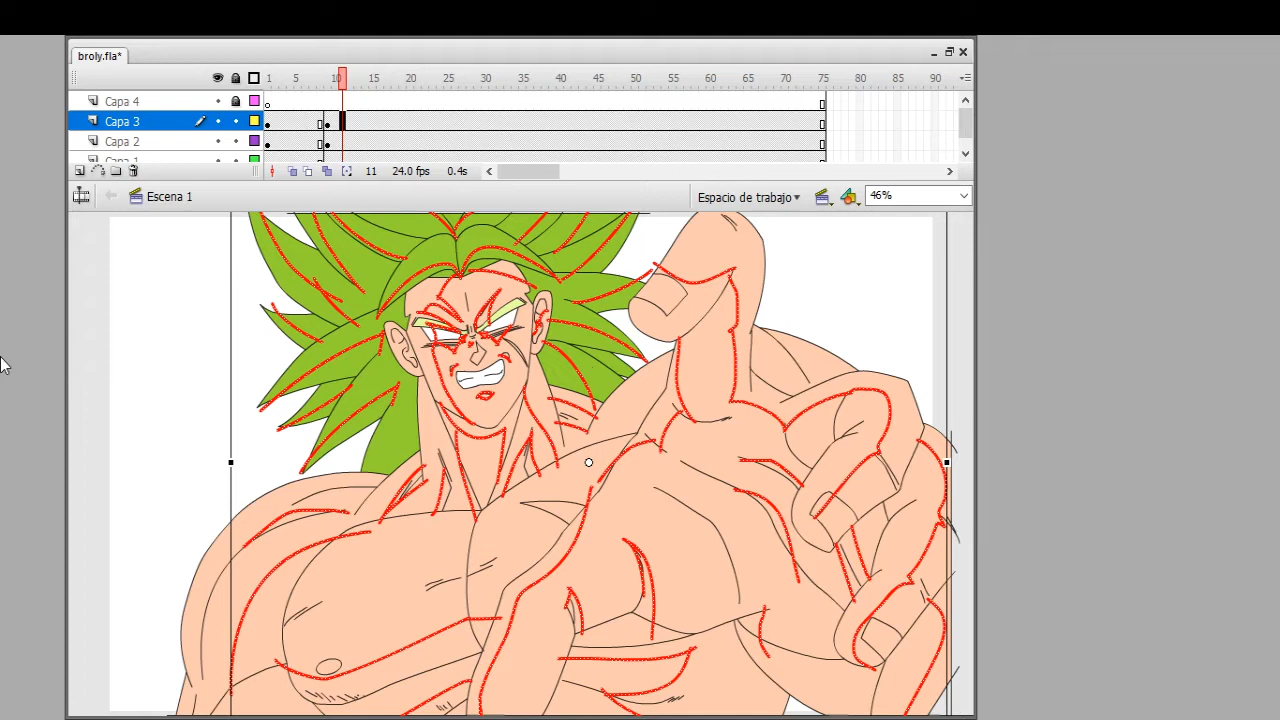 broly.fla*
1 5 10 15 20 25 30 35 40 45 50 55 60 65 70 75 80 85 90
Capa 4
Capa 3
Capa 2
Capa 1
11 24.0 fps 0.4s
Escena 1
Espacio de trabajo
46%